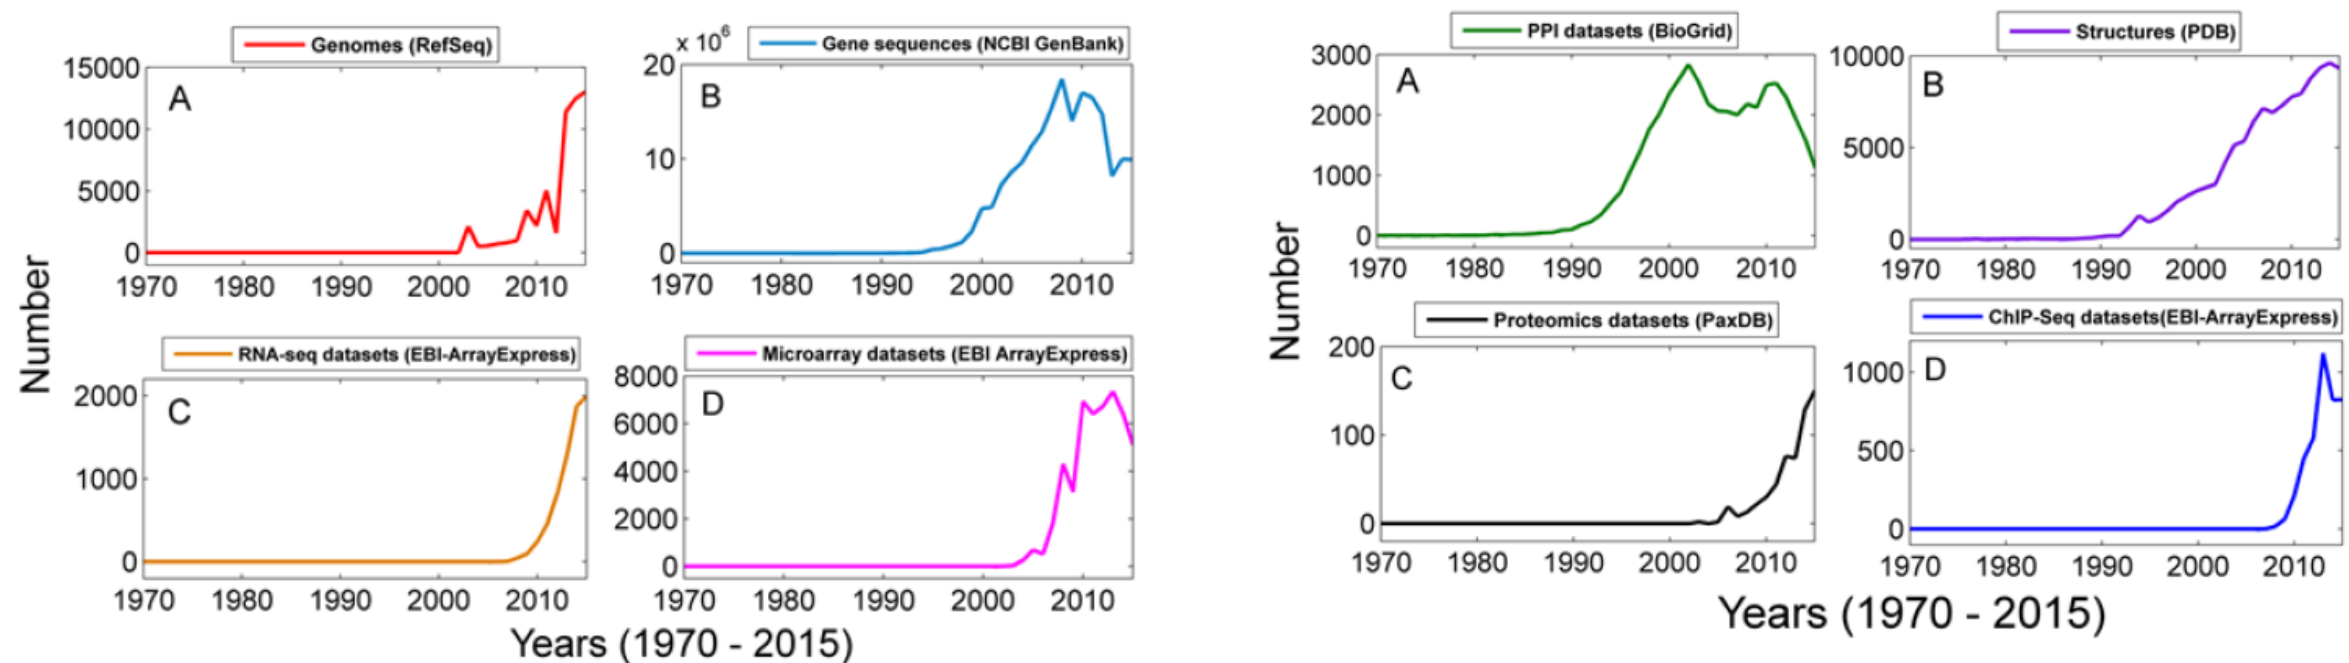 Genomes (RefSeq)
15000
10000
5000
0
A
1970 1980 1990 2000 2010
x 10^6
Gene sequences (NCBI GenBank)
20
10
0
B
1970 1980 1990 2000 2010
Number
RNA-seq datasets (EBI-ArrayExpress)
2000
1000
0
C
1970 1980 1990 2000 2010
Microarray datasets (EBI ArrayExpress)
8000
6000
4000
2000
0
D
1970 1980 1990 2000 2010
Years (1970 - 2015)
PPI datasets (BioGrid)
3000
2000
1000
0
A
1970 1980 1990 2000 2010
Structures (PDB)
10000
5000
0
B
1970 1980 1990 2000 2010
Number
Proteomics datasets (PaxDB)
200
100
0
C
1970 1980 1990 2000 2010
ChIP-Seq datasets(EBI-ArrayExpress)
1000
500
0
D
1970 1980 1990 2000 2010
Years (1970 - 2015)